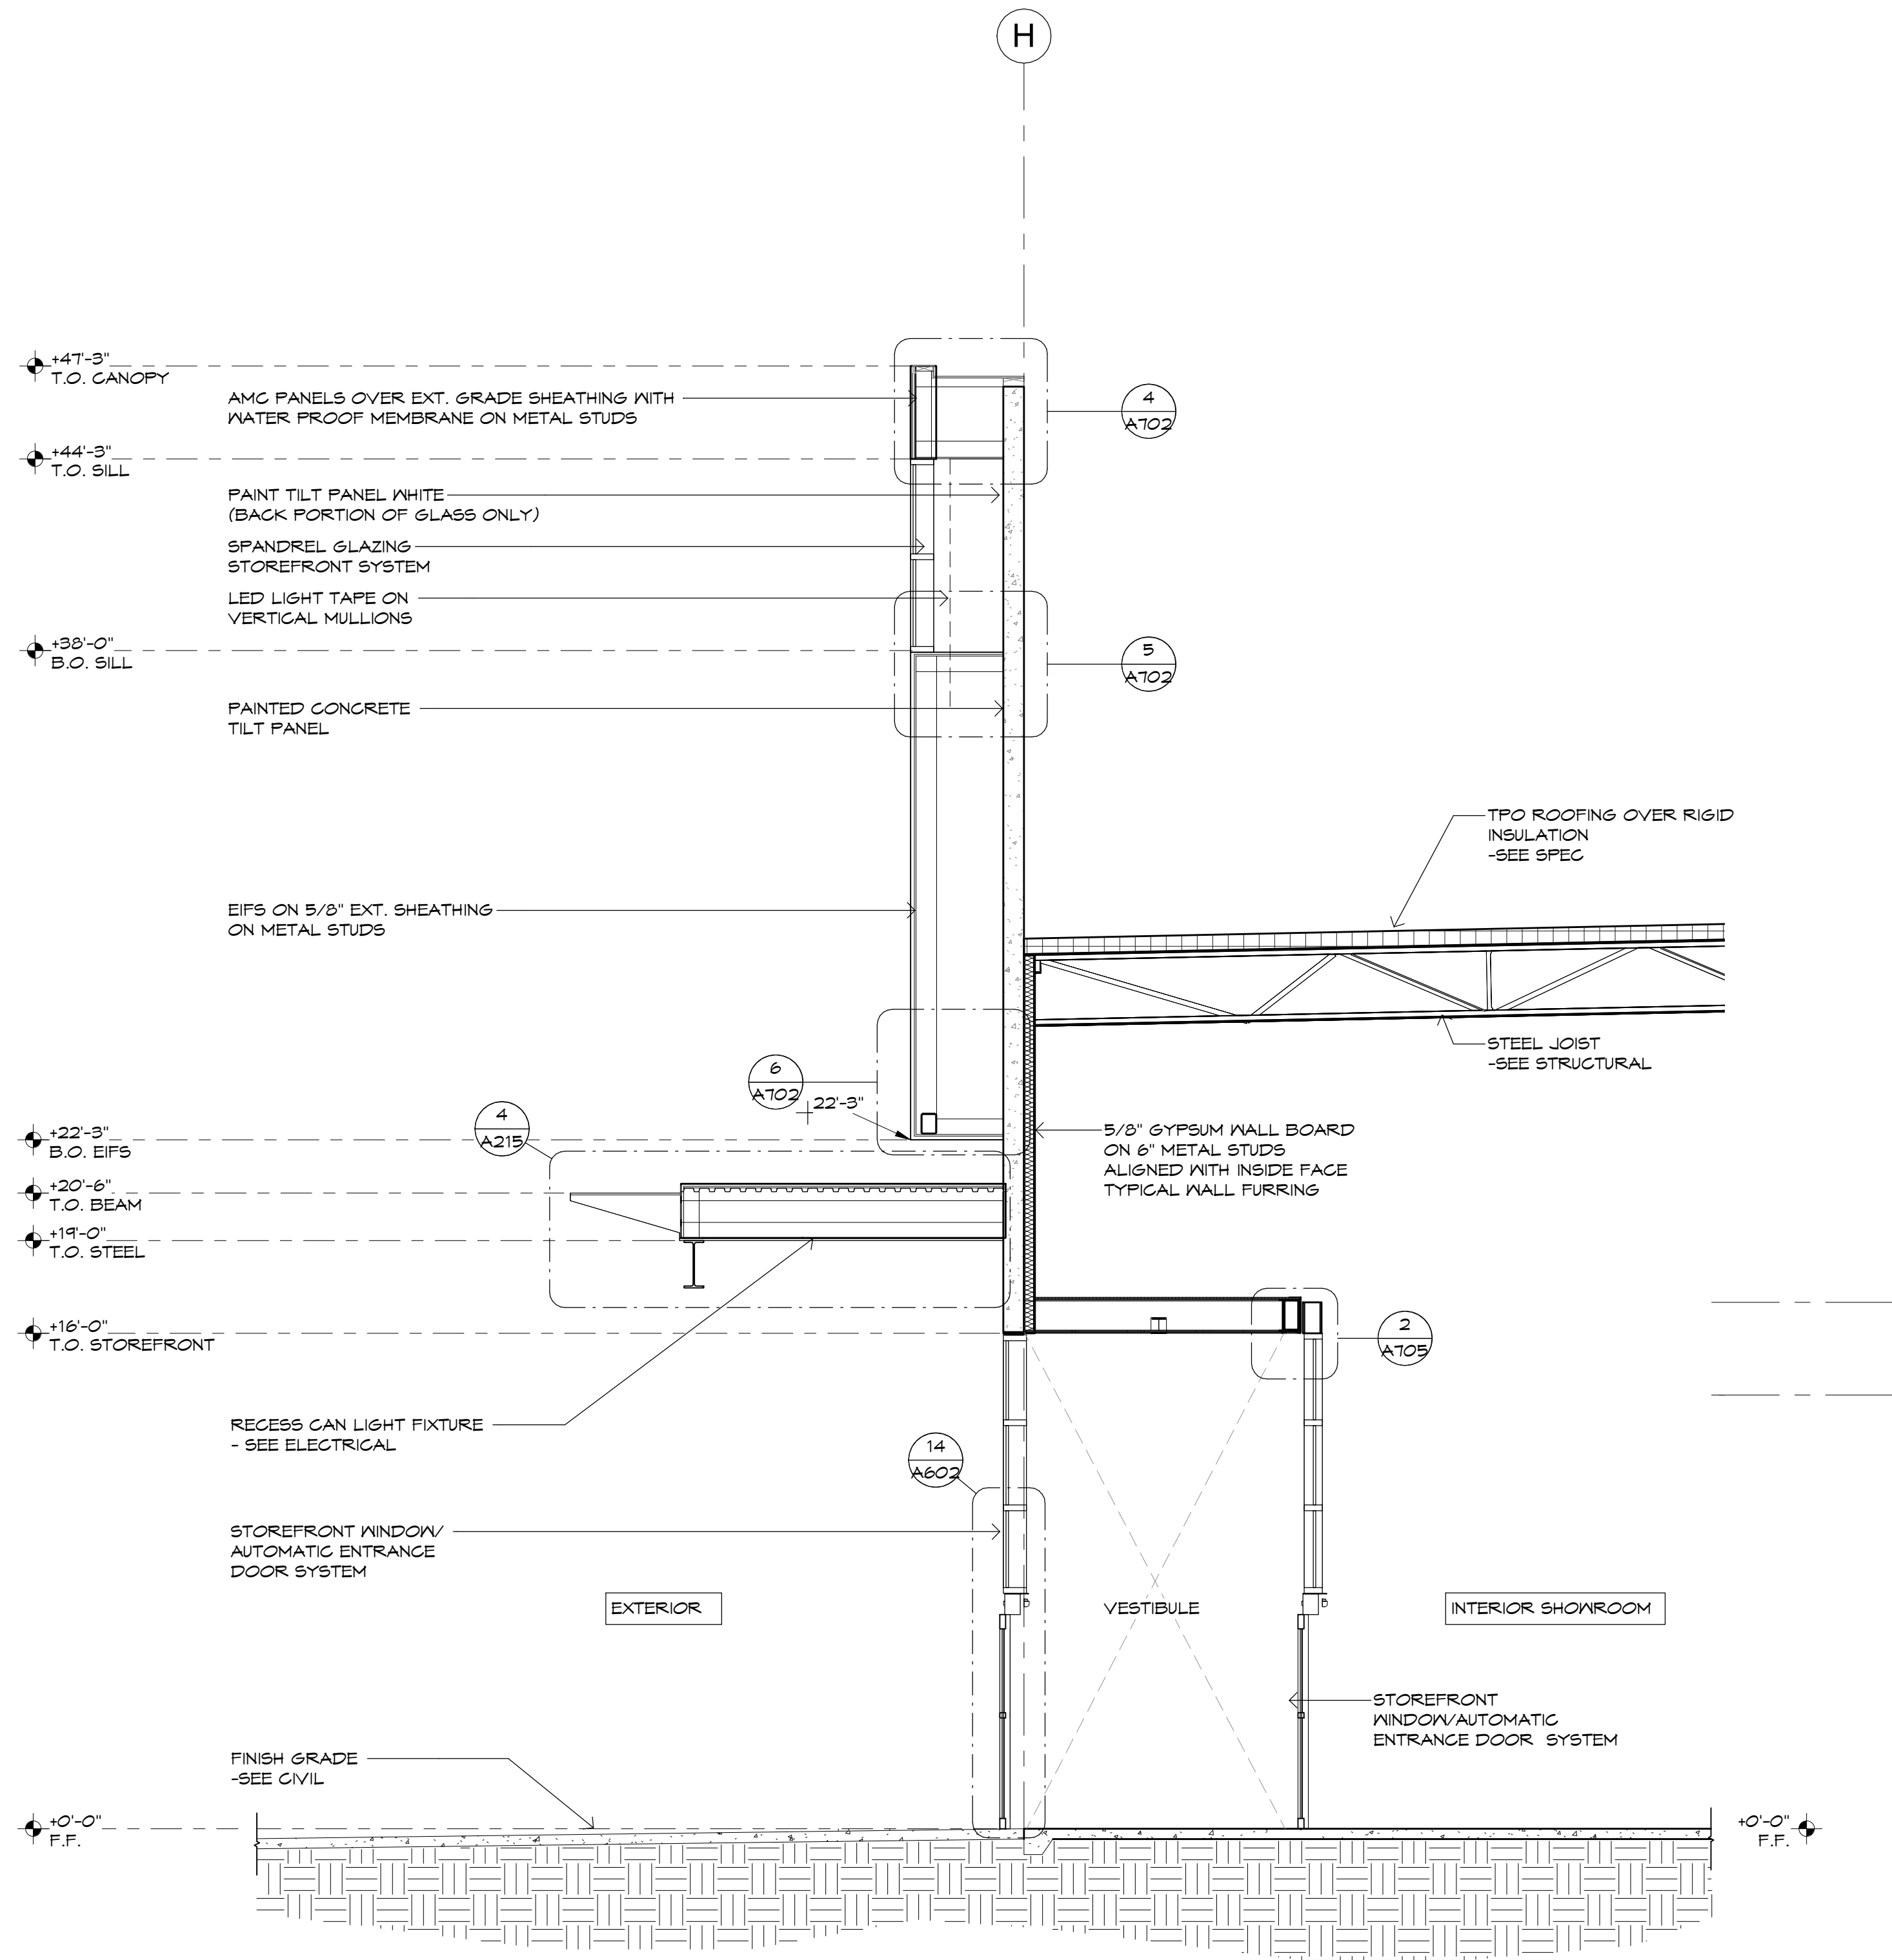 H
+47'-3"
T.O. CANOPY
AMC PANELS OVER EXT. GRADE SHEATHING WITH
WATER PROOF MEMBRANE ON METAL STUDS
4
A702
+44'-3"
T.O. SILL
PAINT TILT PANEL WHITE
(BACK PORTION OF GLASS ONLY)
SPANDREL GLAZING
STOREFRONT SYSTEM
LED LIGHT TAPE ON
VERTICAL MULLIONS
+38'-0"
B.O. SILL
5
A702
PAINTED CONCRETE
TILT PANEL
TPO ROOFING OVER RIGID
INSULATION
-SEE SPEC
EIFS ON 5/8" EXT. SHEATHING
ON METAL STUDS
STEEL JOIST
-SEE STRUCTURAL
6
A702
22'-3"
4
A215
+22'-3"
B.O. EIFS
5/8" GYPSUM WALL BOARD
ON 6" METAL STUDS
ALIGNED WITH INSIDE FACE
TYPICAL WALL FURRING
+20'-6"
T.O. BEAM
+19'-0"
T.O. STEEL
+16'-0"
T.O. STOREFRONT
2
A705
RECESS CAN LIGHT FIXTURE
- SEE ELECTRICAL
14
A602
STOREFRONT WINDOW/
AUTOMATIC ENTRANCE
DOOR SYSTEM
EXTERIOR
VESTIBULE
INTERIOR SHOWROOM
STOREFRONT
WINDOW/AUTOMATIC
ENTRANCE DOOR SYSTEM
FINISH GRADE
-SEE CIVIL
+0'-0"
F.F.
+0'-0"
F.F.